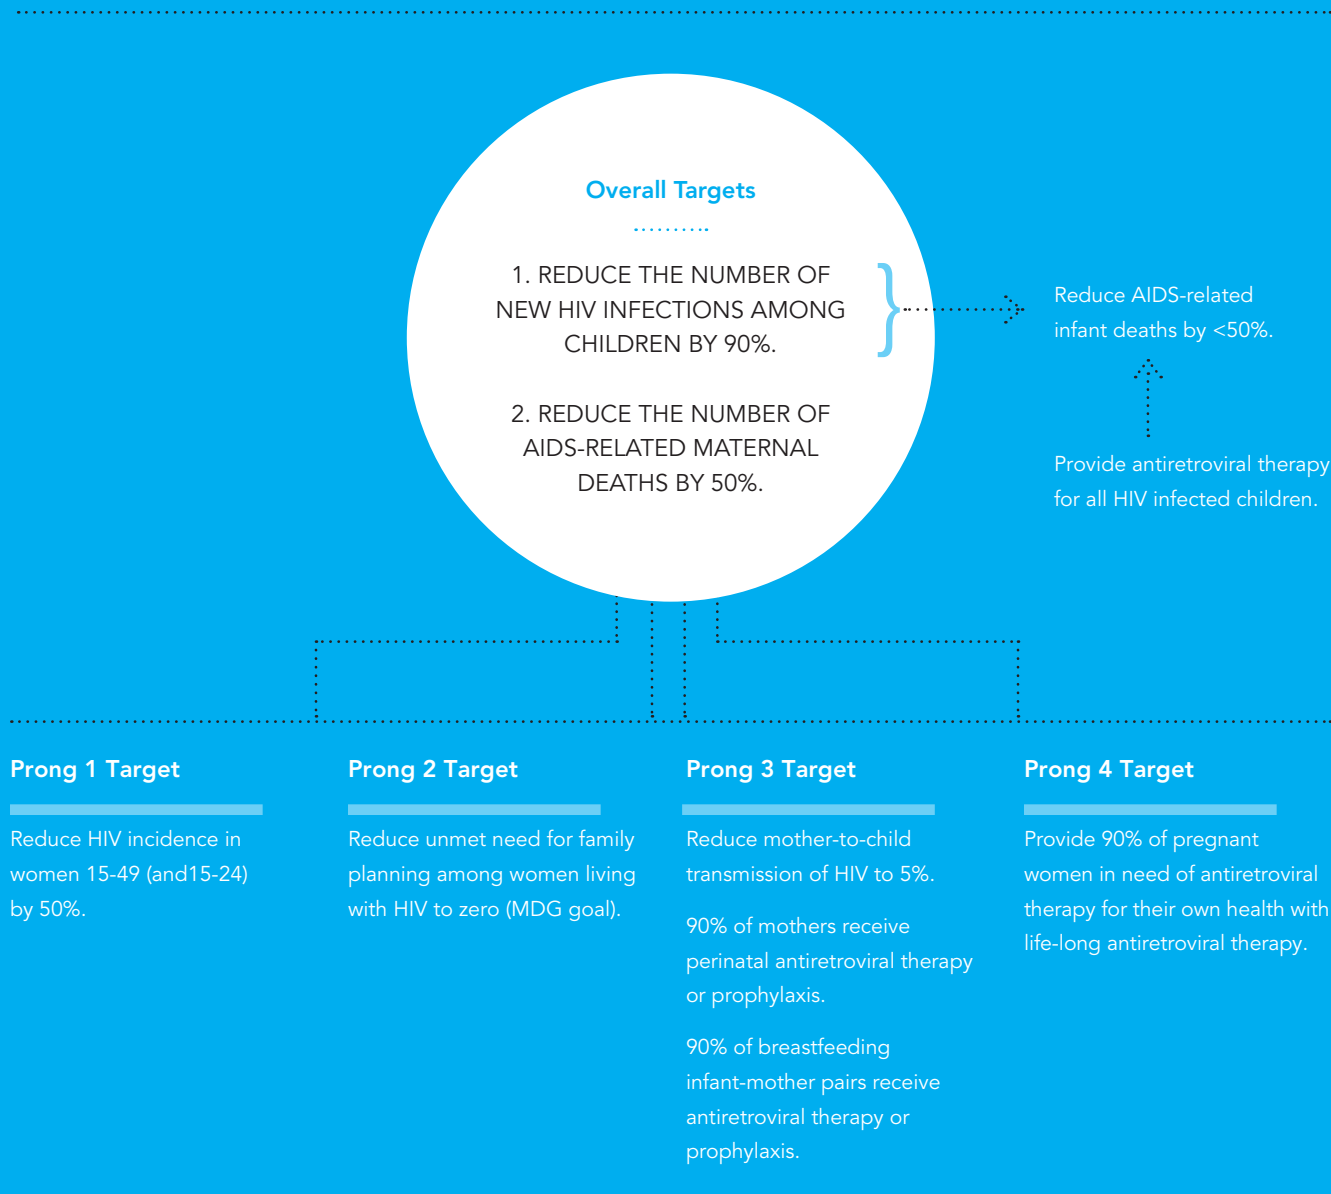 Overall Targets
1. REDUCE THE NUMBER OF
NEW HIV INFECTIONS AMONG
CHILDREN BY 90%.
2. REDUCE THE NUMBER OF
AIDS-RELATED MATERNAL
DEATHS BY 50%.
Reduce AIDS-related
infant deaths by <50%.
Provide antiretroviral therapy
for all HIV infected children.
Prong 1 Target
Reduce HIV incidence in
women 15-49 (and15-24)
by 50%.
Prong 2 Target
Reduce unmet need for family
planning among women living
with HIV to zero (MDG goal).
Prong 3 Target
Reduce mother-to-child
transmission of HIV to 5%.
90% of mothers receive
perinatal antiretroviral therapy
or prophylaxis.
90% of breastfeeding
infant-mother pairs receive
antiretroviral therapy or
prophylaxis.
Prong 4 Target
Provide 90% of pregnant
women in need of antiretroviral
therapy for their own health with
life-long antiretroviral therapy.